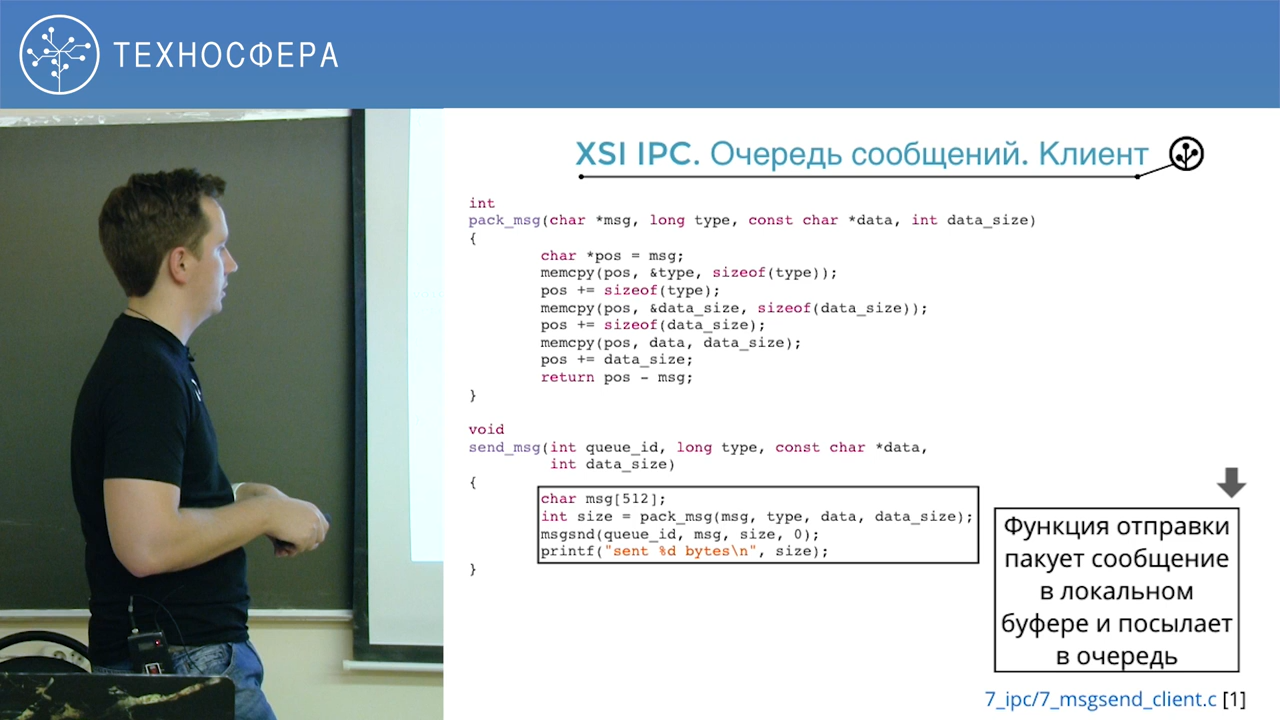 ТЕХНОСФЕРА
XSI IPC. Очередь сообщений. Клиент
int
pack_msg(char *msg, long type, const char *data, int data_size)
{
        char *pos = msg;
        memcpy(pos, &type, sizeof(type));
        pos += sizeof(type);
        memcpy(pos, &data_size, sizeof(data_size));
        pos += sizeof(data_size);
        memcpy(pos, data, data_size);
        pos += data_size;
        return pos - msg;
}
void
send_msg(int queue_id, long type, const char *data,
         int data_size)
{
        char msg[512];
        int size = pack_msg(msg, type, data, data_size);
        msgsnd(queue_id, msg, size, 0);
        printf("sent %d bytes\n", size);
}
Функция отправки
пакует сообщение
в локальном
буфере и посылает
в очередь
7_ipc/7_msgsend_client.c [1]